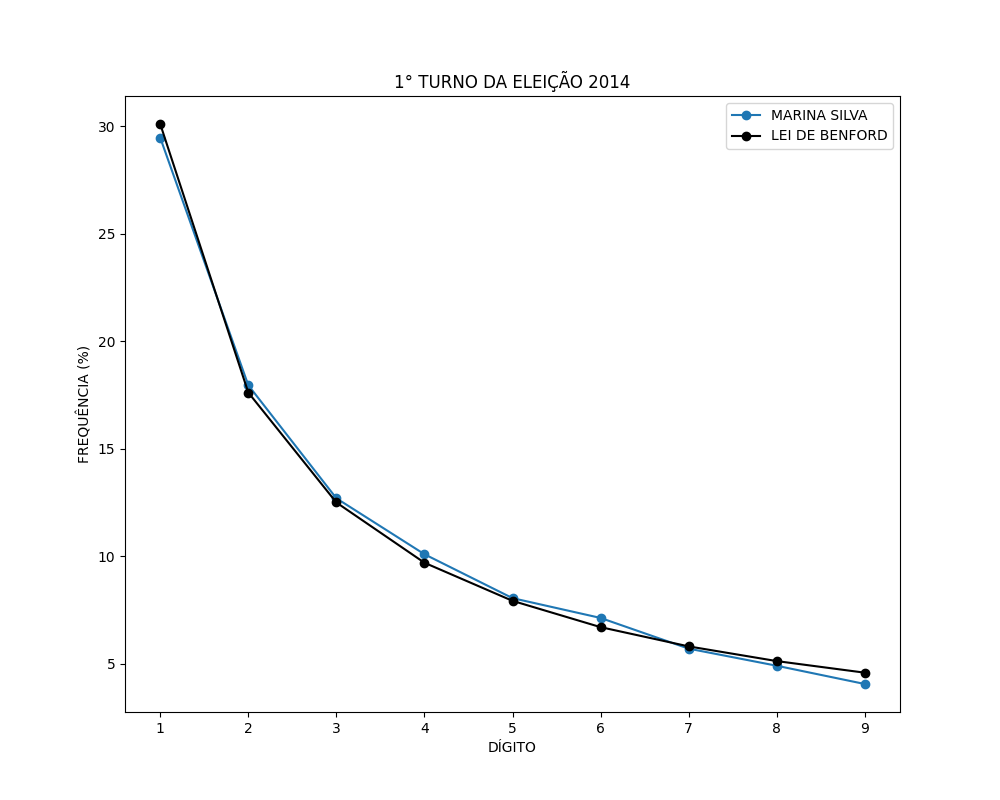 1° TURNO DA ELEIÇÃO 2014
MARINA SILVA
LEI DE BENFORD
30
25
20
15
10
5
FREQUÊNCIA (%)
1 2 3 4 5 6 7 8 9
DÍGITO